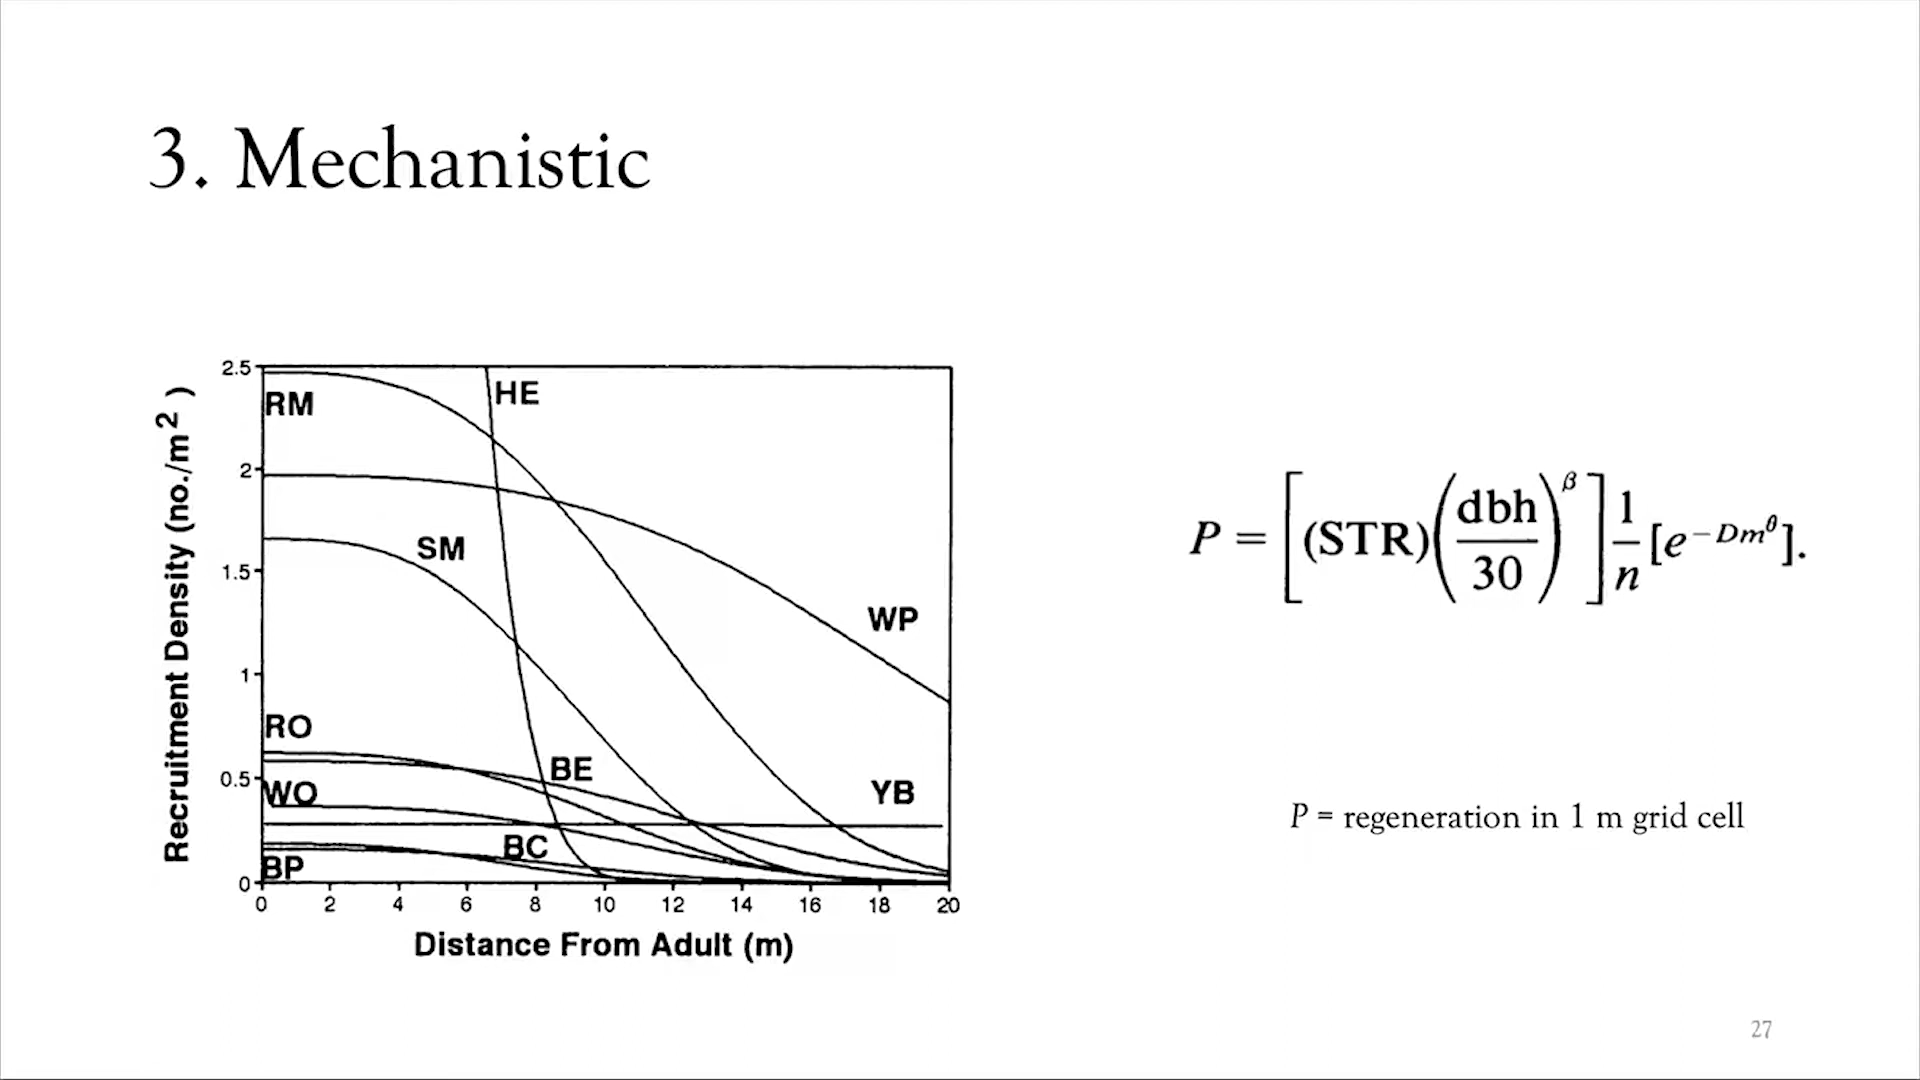 3. Mechanistic
Recruitment Density (no./m²)
2.5
2
1.5
1
0.5
0
RM
HE
SM
WP
RO
BE
WO
YB
BC
BP
0 2 4 6 8 10 12 14 16 18 20
Distance From Adult (m)
P = [(STR)(dbh/30)^β] 1/n [e^{-Dm^θ}].
P = regeneration in 1 m grid cell
27